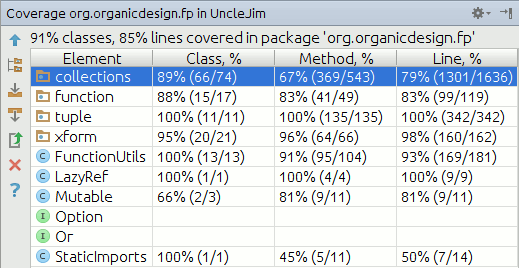 Coverage org.organicdesign.fp in UncleJim
91% classes, 85% lines covered in package 'org.organicdesign.fp'
Element Class, % Method, % Line, %
collections 89% (66/74) 67% (369/543) 79% (1301/1636)
function 88% (15/17) 83% (41/49) 83% (99/119)
tuple 100% (11/11) 100% (135/135) 100% (342/342)
xform 95% (20/21) 96% (64/66) 98% (160/162)
C FunctionUtils 100% (13/13) 91% (95/104) 93% (169/181)
C LazyRef 100% (1/1) 100% (4/4) 100% (9/9)
C Mutable 66% (2/3) 81% (9/11) 81% (9/11)
I Option
I Or
C StaticImports 100% (1/1) 45% (5/11) 50% (7/14)